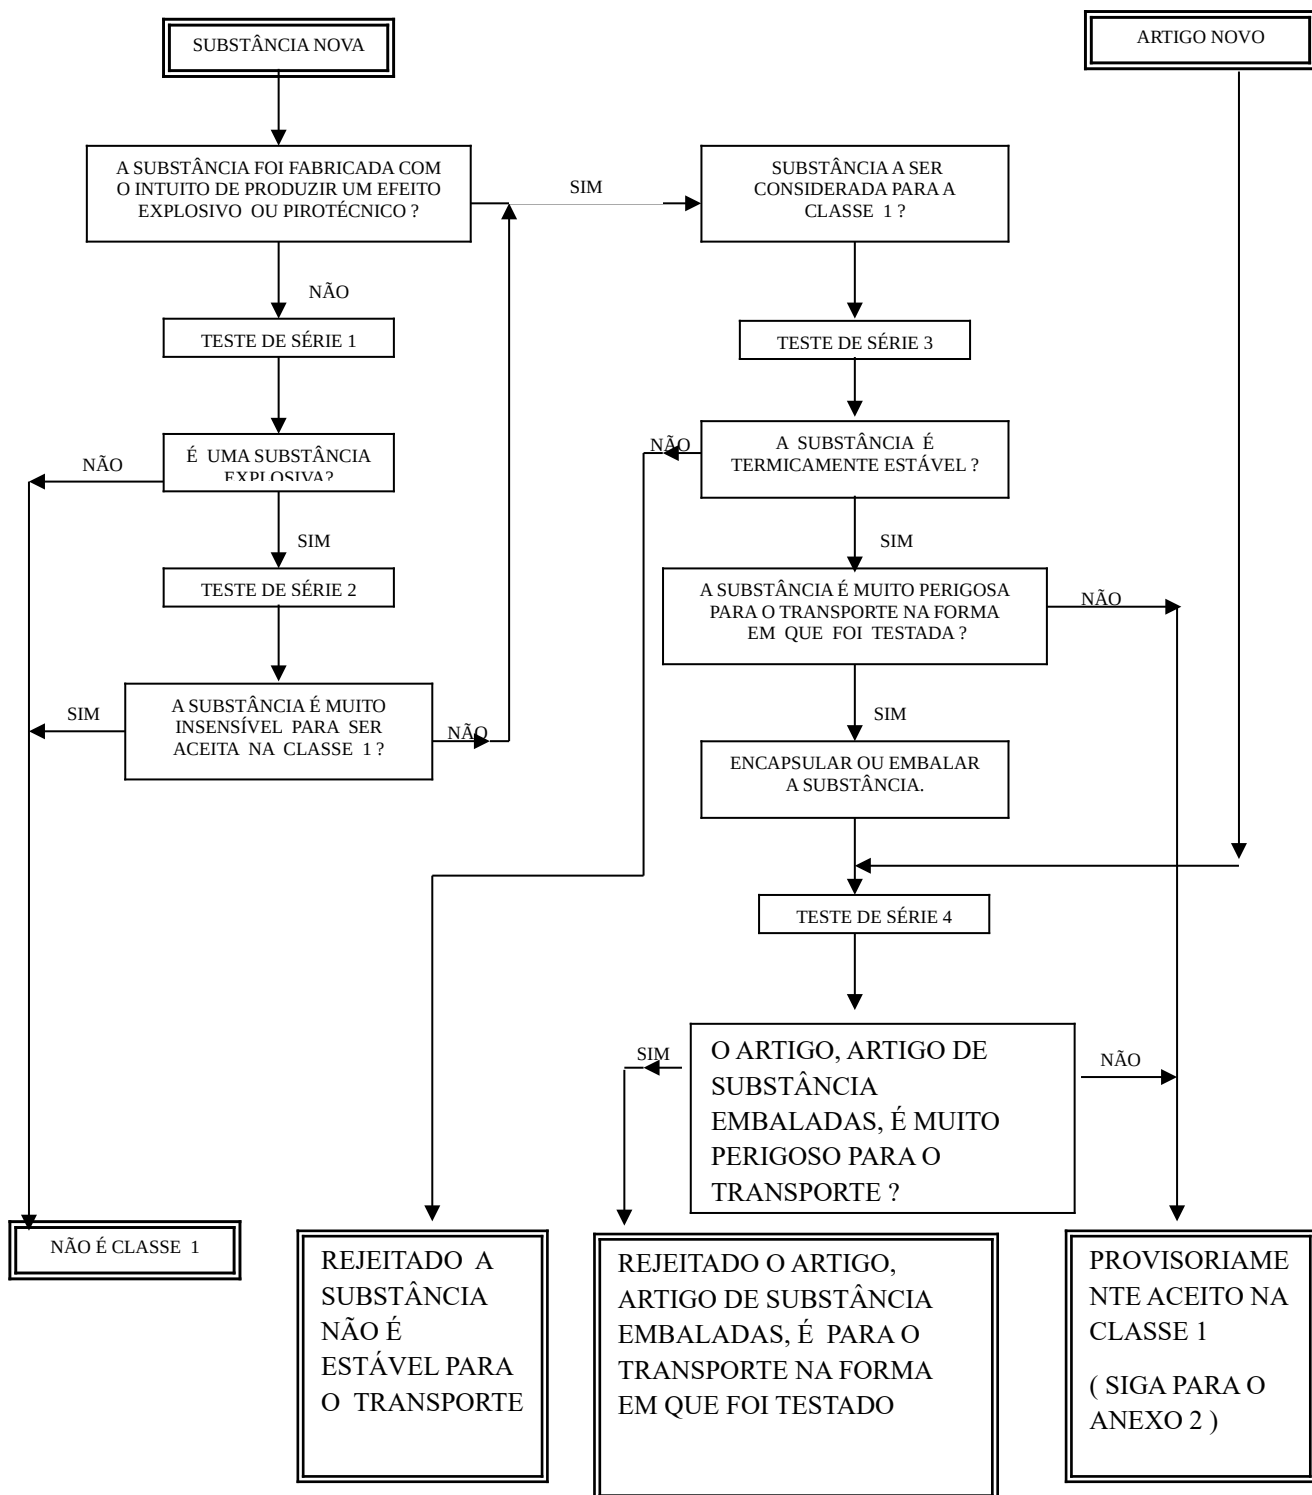 SUBSTÂNCIA NOVA
ARTIGO NOVO
A SUBSTÂNCIA FOI FABRICADA COM
O INTUITO DE PRODUZIR UM EFEITO
EXPLOSIVO OU PIROTÉCNICO ?
SIM
SUBSTÂNCIA A SER
CONSIDERADA PARA A
CLASSE 1 ?
NÃO
TESTE DE SÉRIE 1
TESTE DE SÉRIE 3
NÃO
É UMA SUBSTÂNCIA
EXPLOSIVA?
NÃO
A SUBSTÂNCIA É
TERMICAMENTE ESTÁVEL ?
SIM
SIM
TESTE DE SÉRIE 2
A SUBSTÂNCIA É MUITO PERIGOSA
PARA O TRANSPORTE NA FORMA
EM QUE FOI TESTADA ?
NÃO
SIM
A SUBSTÂNCIA É MUITO
INSENSÍVEL PARA SER
ACEITA NA CLASSE 1 ?
NÃO
SIM
ENCAPSULAR OU EMBALAR
A SUBSTÂNCIA.
TESTE DE SÉRIE 4
SIM
O ARTIGO, ARTIGO DE
SUBSTÂNCIA
EMBALADAS, É MUITO
PERIGOSO PARA O
TRANSPORTE ?
NÃO
NÃO É CLASSE 1
REJEITADO A
SUBSTÂNCIA
NÃO É
ESTÁVEL PARA
O TRANSPORTE
REJEITADO O ARTIGO,
ARTIGO DE SUBSTÂNCIA
EMBALADAS, É PARA O
TRANSPORTE NA FORMA
EM QUE FOI TESTADO
PROVISORIAME
NTE ACEITO NA
CLASSE 1
( SIGA PARA O
ANEXO 2 )